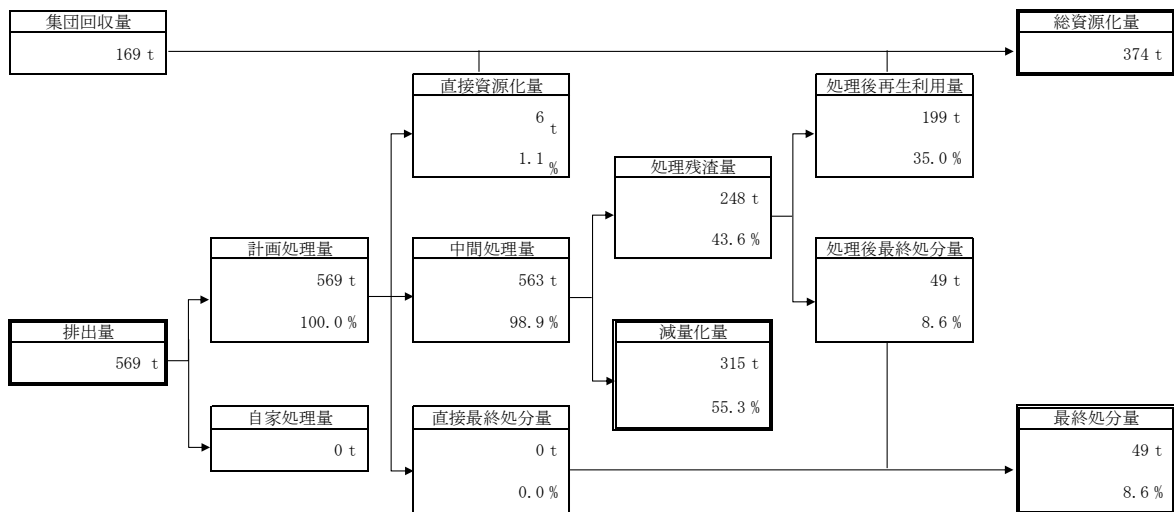 集団回収量
169 t
総資源化量
374 t
直接資源化量
6 t
1.1 %
処理後再生利用量
199 t
35.0 %
処理残渣量
248 t
43.6 %
計画処理量
569 t
100.0 %
中間処理量
563 t
98.9 %
処理後最終処分量
49 t
8.6 %
排出量
569 t
減量化量
315 t
55.3 %
自家処理量
0 t
直接最終処分量
0 t
0.0 %
最終処分量
49 t
8.6 %